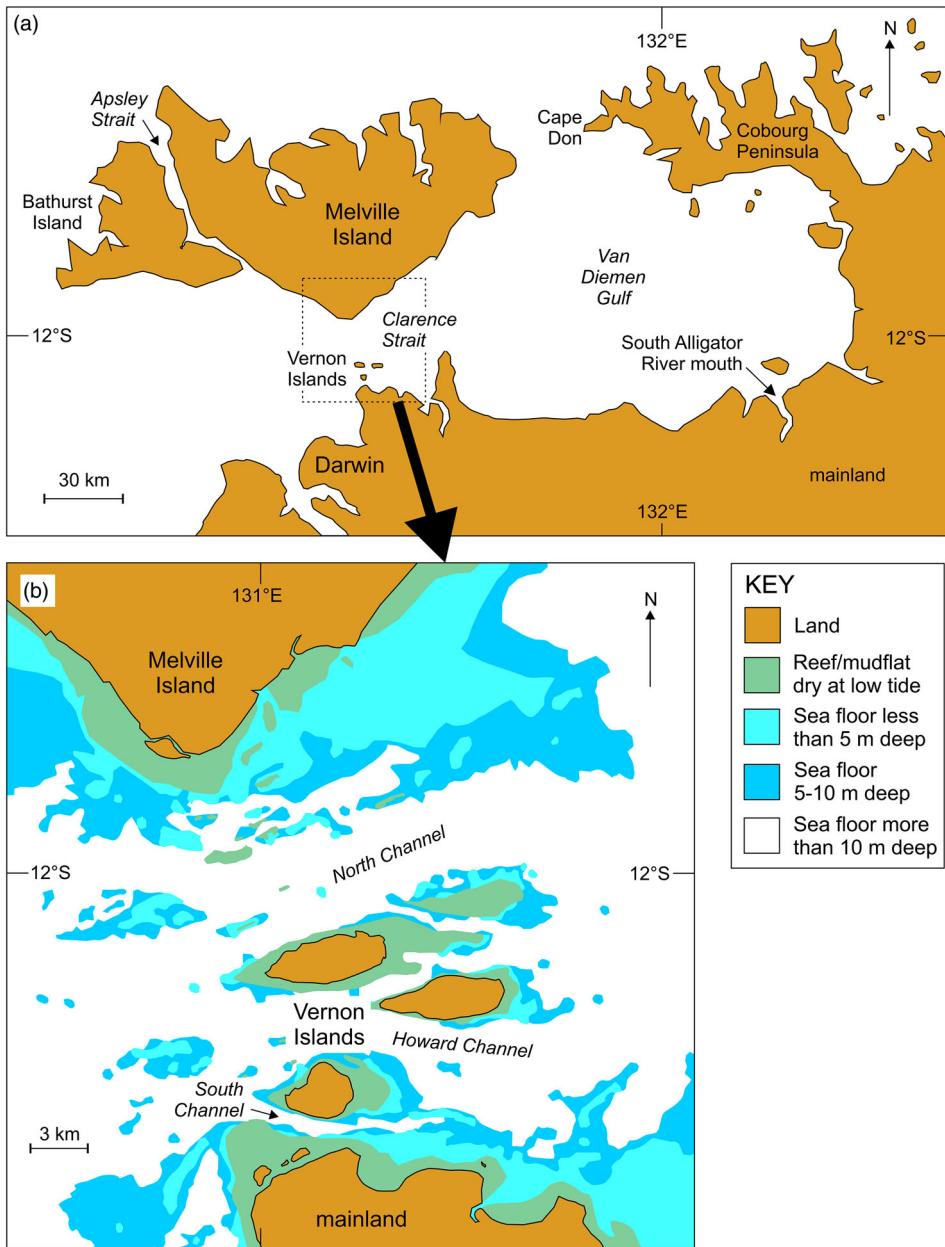 (a)
132°E
N
Apsley
Strait
Cape
Don
Cobourg
Peninsula
Bathurst
Island
Melville
Island
Van
Diemen
Gulf
12°S
Clarence
Strait
12°S
Vernon
Islands
South Alligator
River mouth
Darwin
30 km
mainland
132°E
(b)
131°E
N
Melville
Island
North Channel
12°S
Vernon
Islands
Howard Channel
South
Channel
3 km
mainland
KEY
Land
Reef/mudflat
dry at low tide
Sea floor less
than 5 m deep
Sea floor
5-10 m deep
Sea floor more
than 10 m deep